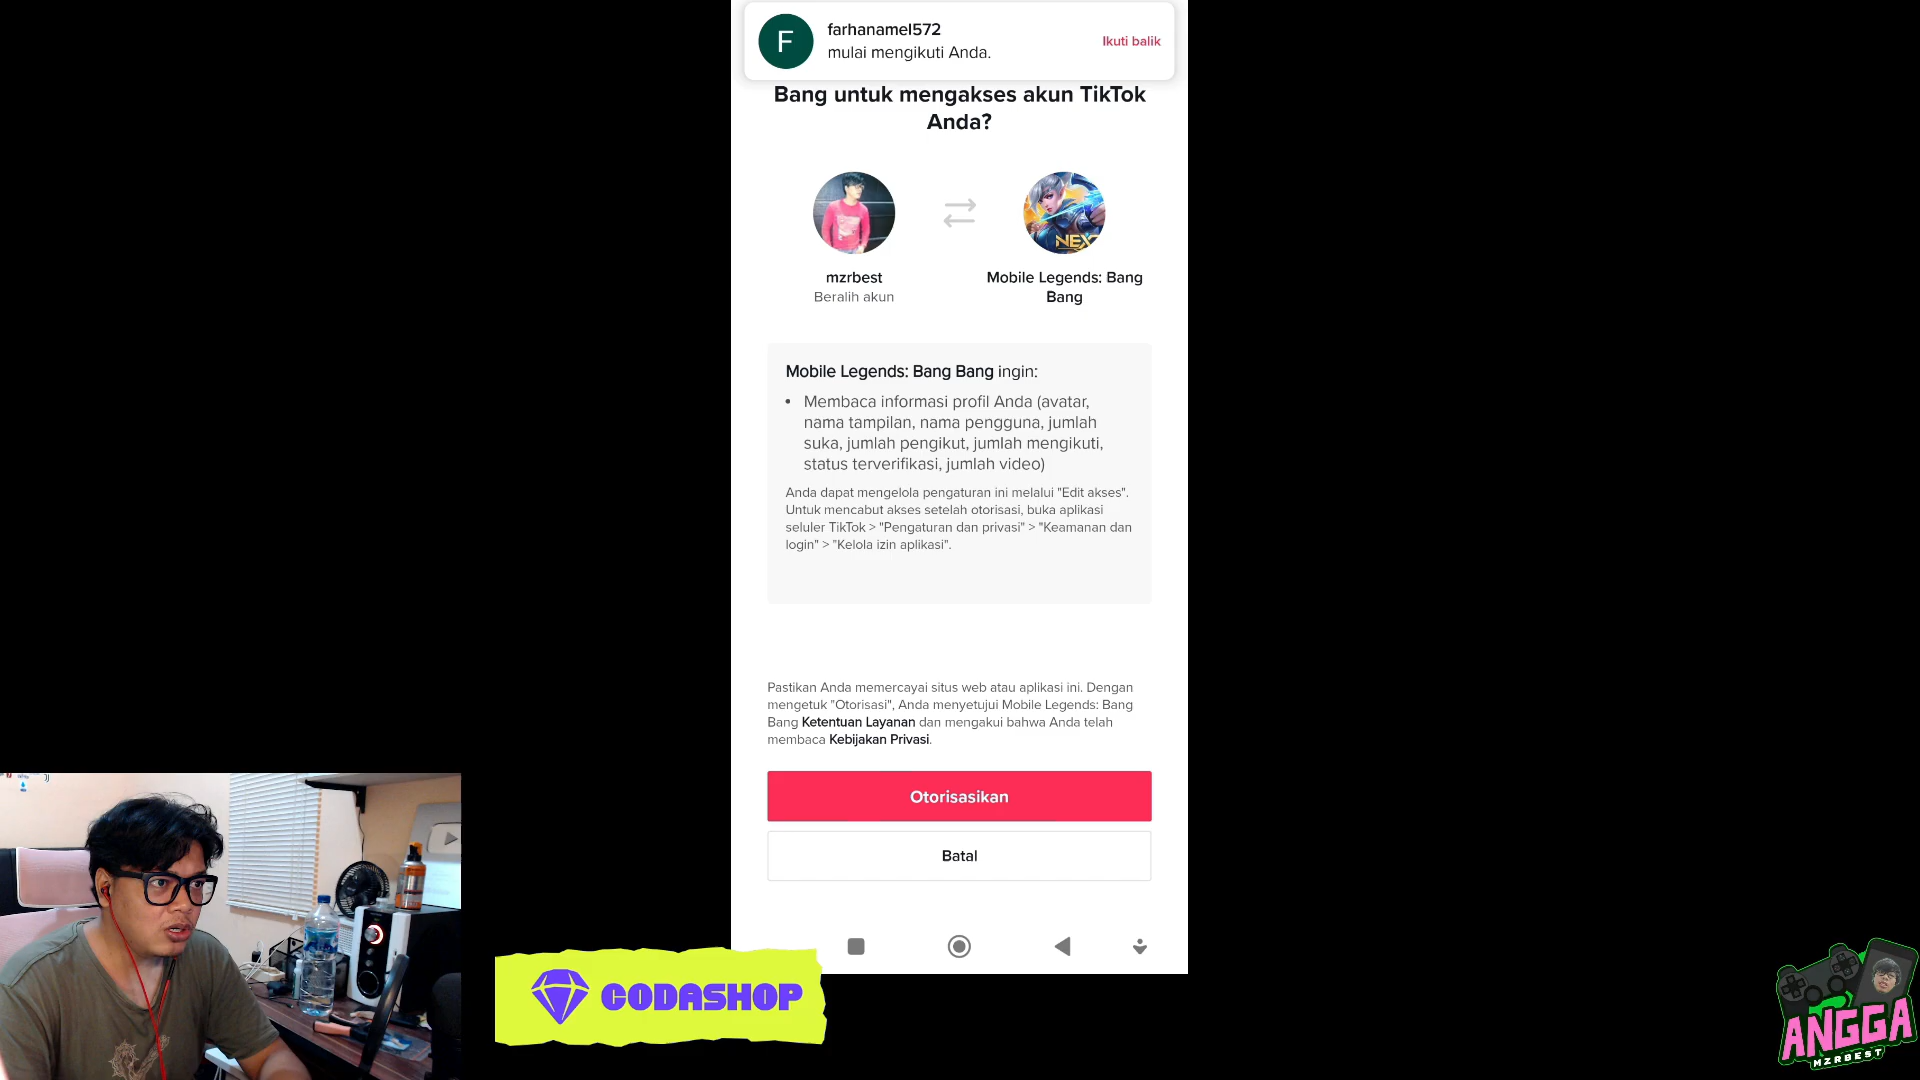 F
farhanamel572
mulai mengikuti Anda.
Ikuti balik
Bang untuk mengakses akun TikTok
Anda?
NEXT
mzrbest
Beralih akun
Mobile Legends: Bang
Bang
Mobile Legends: Bang Bang ingin:
• Membaca informasi profil Anda (avatar,
nama tampilan, nama pengguna, jumlah
suka, jumlah pengikut, jumlah mengikuti,
status terverifikasi, jumlah video)
Anda dapat mengelola pengaturan ini melalui "Edit akses".
Untuk mencabut akses setelah otorisasi, buka aplikasi
seluler TikTok > "Pengaturan dan privasi" > "Keamanan dan
login" > "Kelola izin aplikasi".
Pastikan Anda memercayai situs web atau aplikasi ini. Dengan
mengetuk "Otorisasi", Anda menyetujui Mobile Legends: Bang
Bang Ketentuan Layanan dan mengakui bahwa Anda telah
membaca Kebijakan Privasi.
Otorisasikan
Batal
CODASHOP
ANGGA
MZRBEST